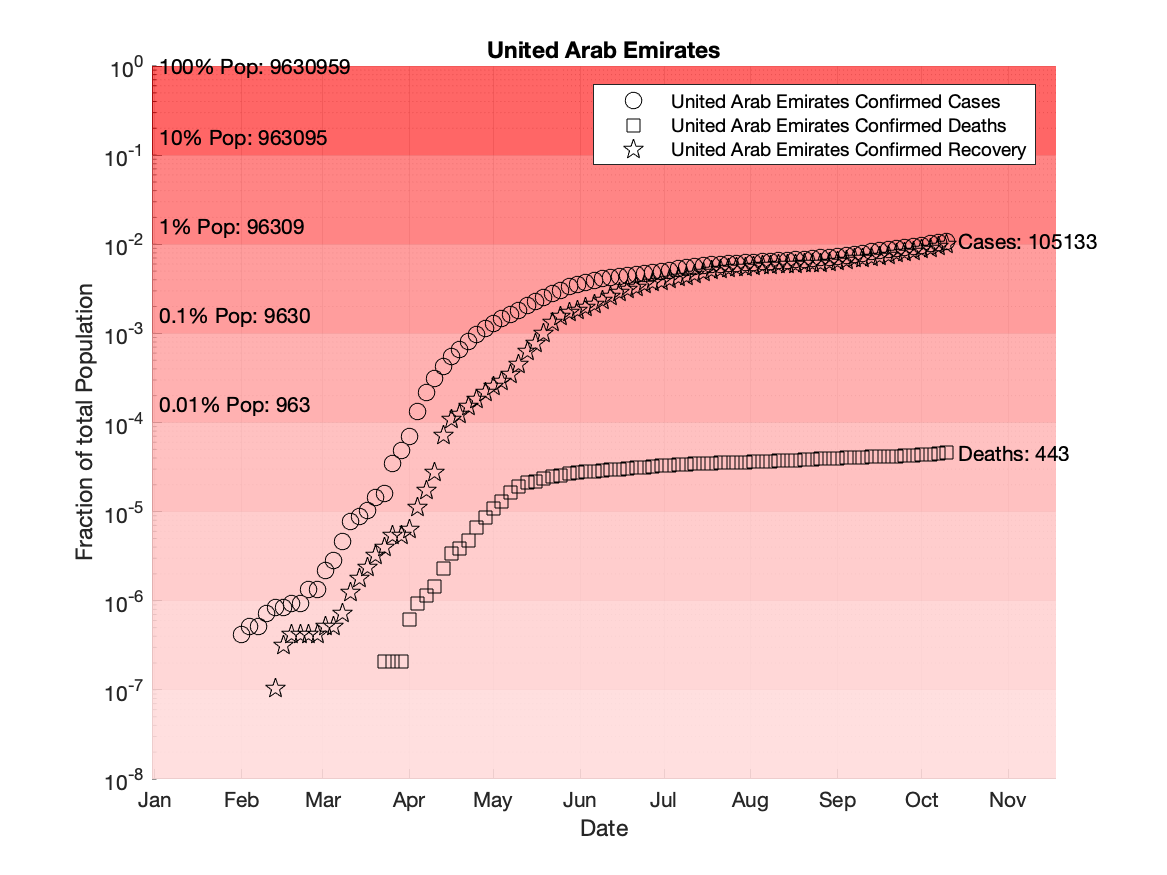 United Arab Emirates
10^0
100% Pop: 9630959
United Arab Emirates Confirmed Cases
United Arab Emirates Confirmed Deaths
United Arab Emirates Confirmed Recovery
10% Pop: 963095
10^-1
1% Pop: 96309
10^-2
Cases: 105133
0.1% Pop: 9630
10^-3
0.01% Pop: 963
10^-4
Deaths: 443
10^-5
10^-6
10^-7
10^-8
Fraction of total Population
Jan Feb Mar Apr May Jun Jul Aug Sep Oct Nov
Date